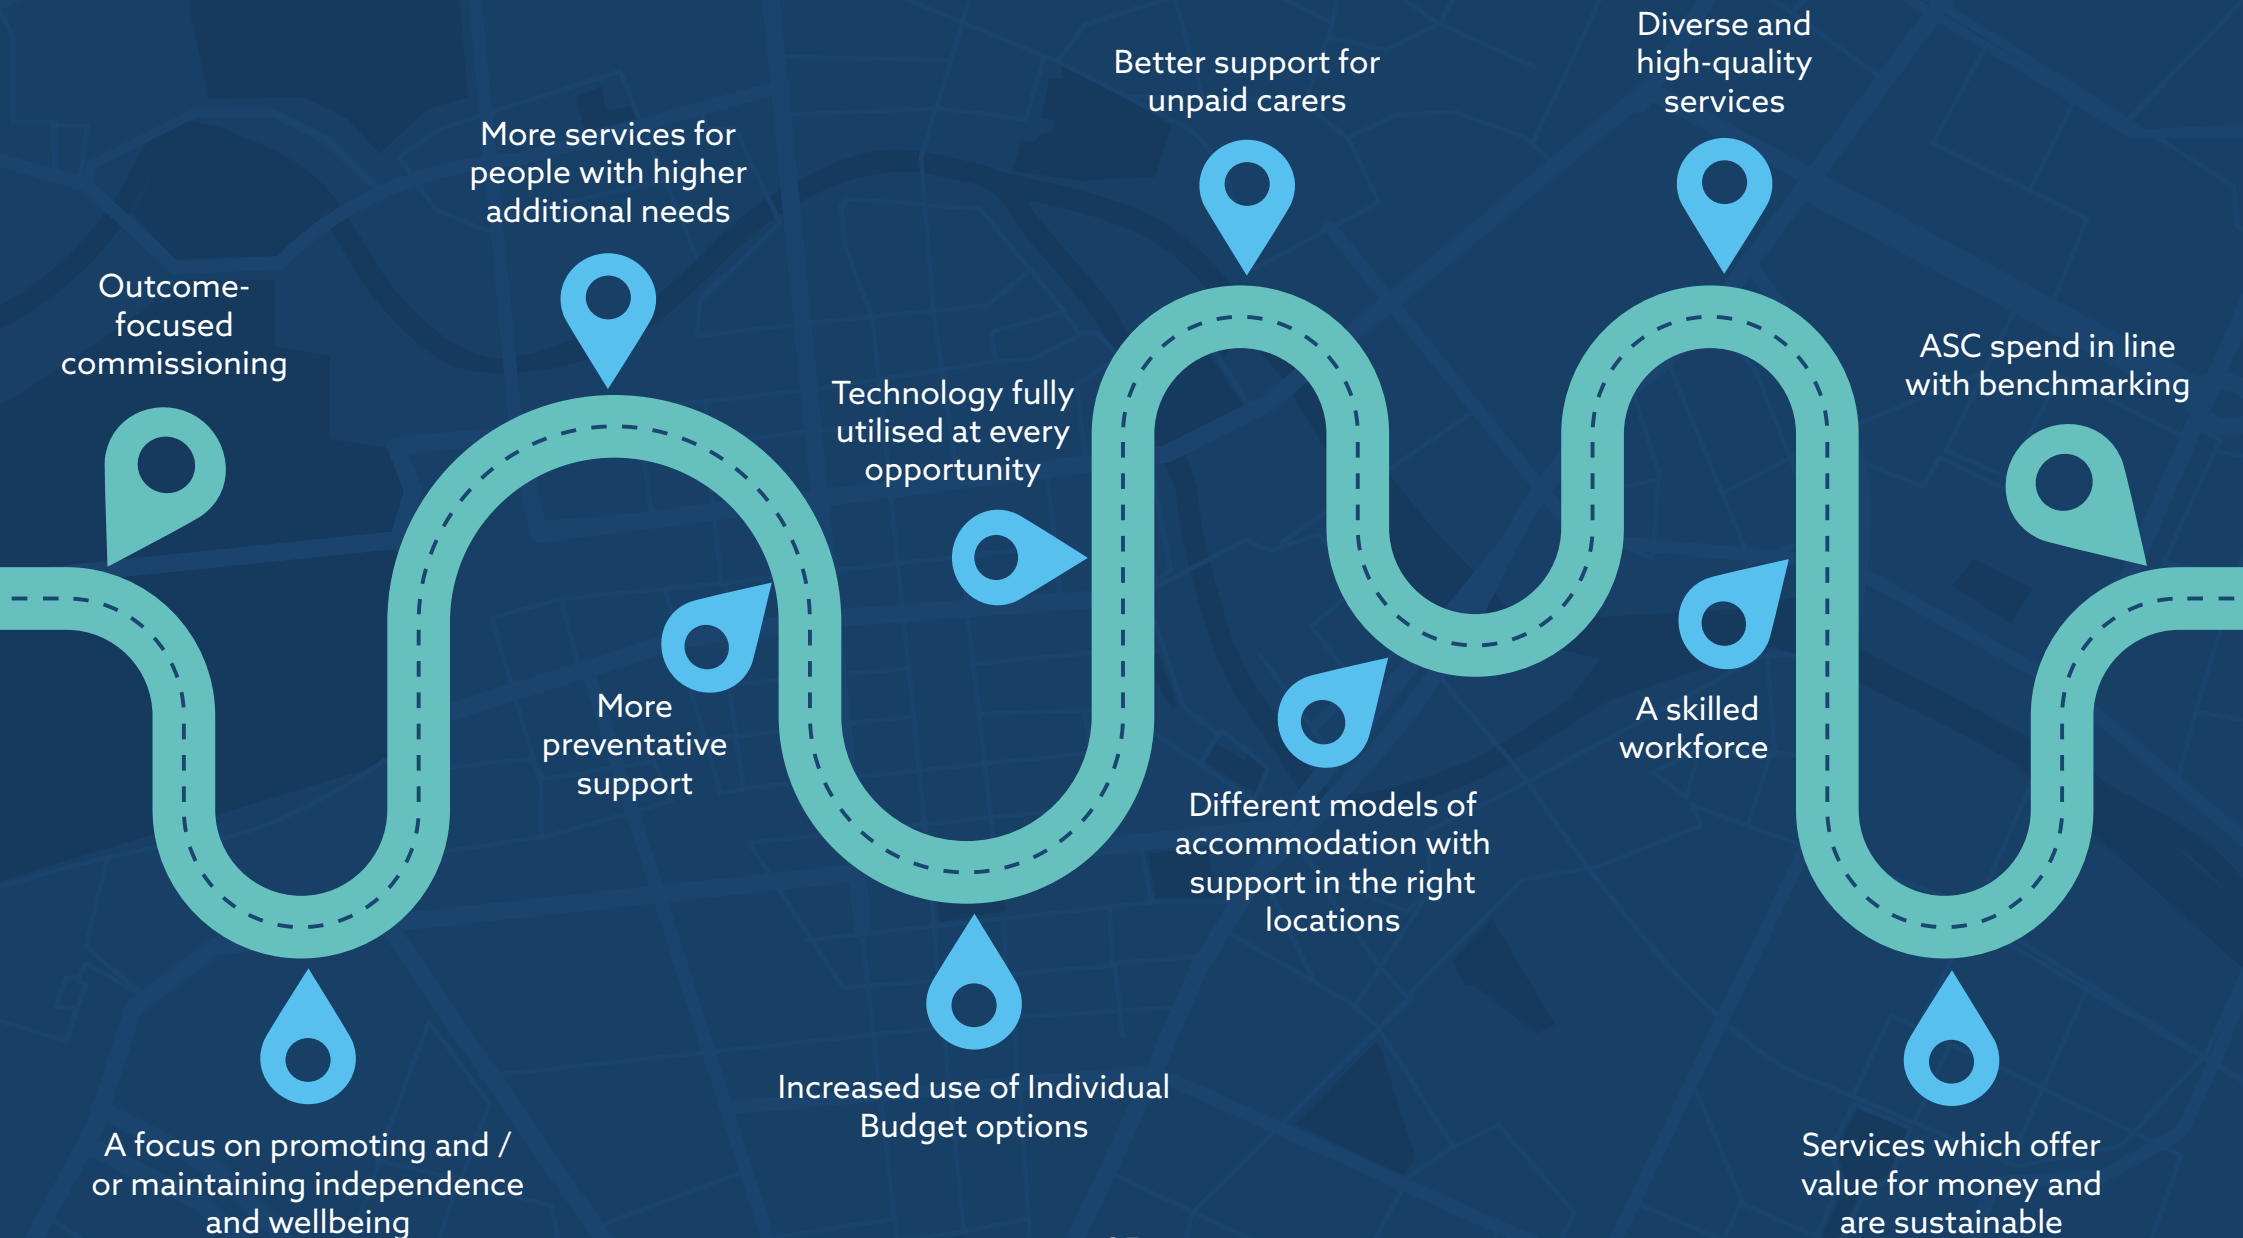 Outcome-
focused
commissioning
A focus on promoting and /
or maintaining independence
and wellbeing
More services for
people with higher
additional needs
More
preventative
support
Increased use of Individual
Budget options
Technology fully
utilised at every
opportunity
Better support for
unpaid carers
Different models of
accommodation with
support in the right
locations
Diverse and
high-quality
services
A skilled
workforce
Services which offer
value for money and
are sustainable
ASC spend in line
with benchmarking